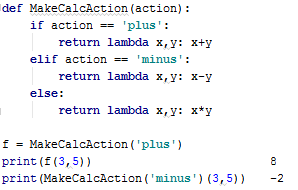 def MakeCalcAction(action):
    if action == 'plus':
        return lambda x,y: x+y
    elif action == 'minus':
        return lambda x,y: x-y
    else:
        return lambda x,y: x*y
f = MakeCalcAction('plus')
print(f(3,5)) 8
print(MakeCalcAction('minus')(3,5)) -2